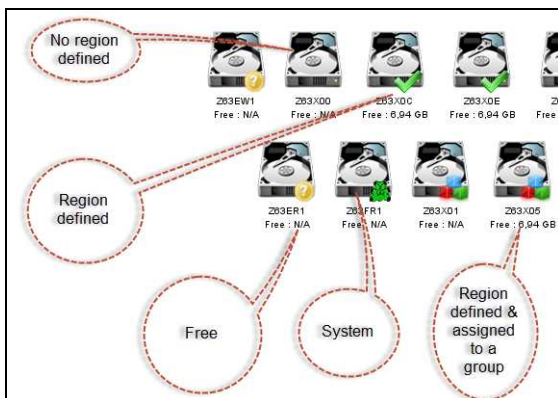 No region
defined
Z63EW1
Free : N/A
Z63X00
Free : N/A
Z63X0C
Free : 6,94 GB
Z63X0E
Free : 6,94 GB
Region
defined
Z63ER1
Free : N/A
Z63FR1
Free : N/A
Z63X01
Free : N/A
Z63X05
Free : 6,94 GB
Free
System
Region
defined &
assigned
to a
group